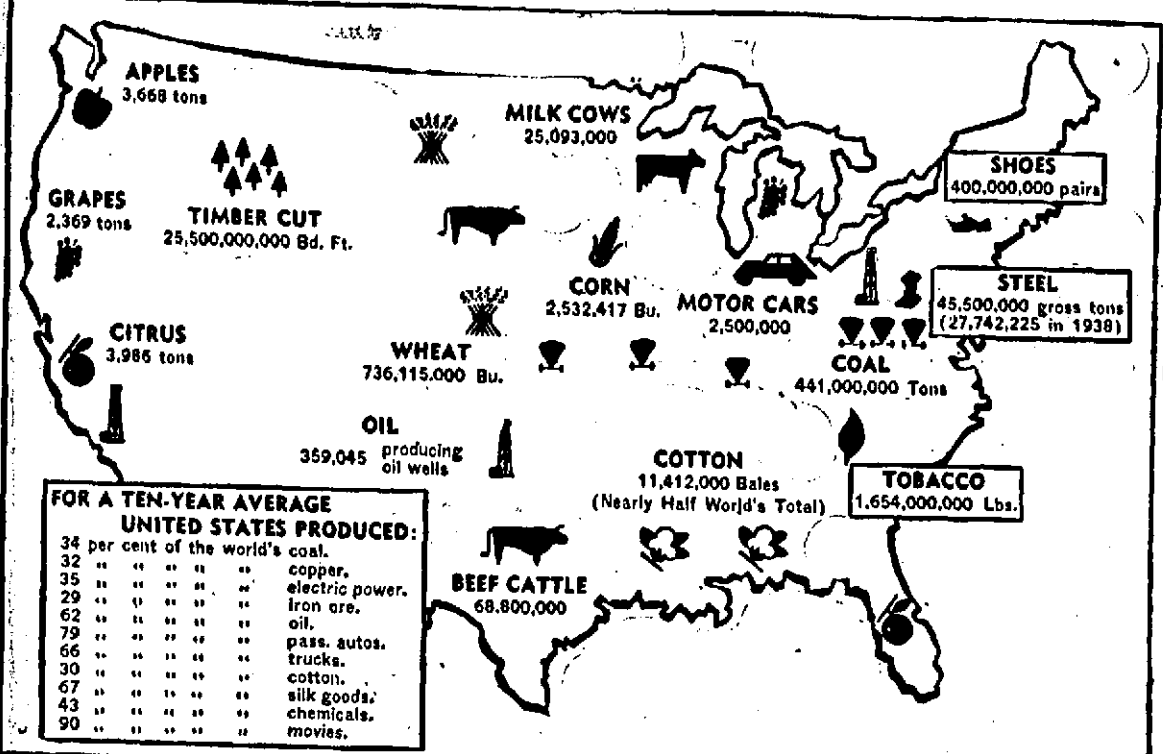 APPLES
3,668 tons
MILK COWS
25,093,000
SHOES
400,000,000 pairs
GRAPES
2,369 tons
TIMBER CUT
25,500,000,000 Bd. Ft.
CORN
2,532,417 Bu.
MOTOR CARS
2,500,000
STEEL
45,500,000 gross tons
(27,742,225 in 1938)
CITRUS
3,986 tons
WHEAT
736,115.000 Bu.
COAL
441,000,000 Tons
OIL
359,045 producing
oil wells
COTTON
11,412,000 Bales
(Nearly Half World's Total)
TOBACCO
1.654,000,000 Lbs.
BEEF CATTLE
68.800,000
FOR A TEN-YEAR AVERAGE
UNITED STATES PRODUCED:
34 per cent of the world's coal.
32 " " " " " copper.
35 " " " " " electric power.
29 " " " " " iron ore.
62 " " " " " oil.
79 " " " " " pass. autos.
66 " " " " " trucks.
30 " " " " " cotton.
67 " " " " " silk goods.
43 " " " " " chemicals.
90 " " " " " movies.